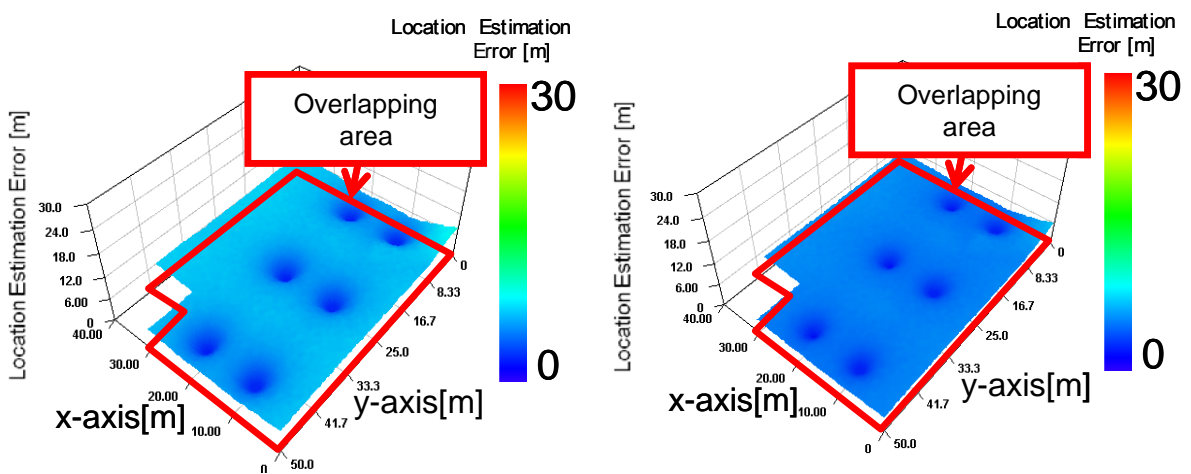 Location Estimation
Error [m]
30
0
Overlapping
area
Location Estimation Error [m]
30.0
24.0
18.0
12.0
6.00
0
40.00
30.00
20.00
10.00
0
x-axis[m]
0
8.33
16.7
25.0
33.3
41.7
50.0
y-axis[m]
Location Estimation
Error [m]
30
0
Overlapping
area
Location Estimation Error [m]
30.0
24.0
18.0
12.0
6.00
0
40.00
30.00
20.00
10.00
0
x-axis[m]
0
8.33
16.7
25.0
33.3
41.7
50.0
y-axis[m]